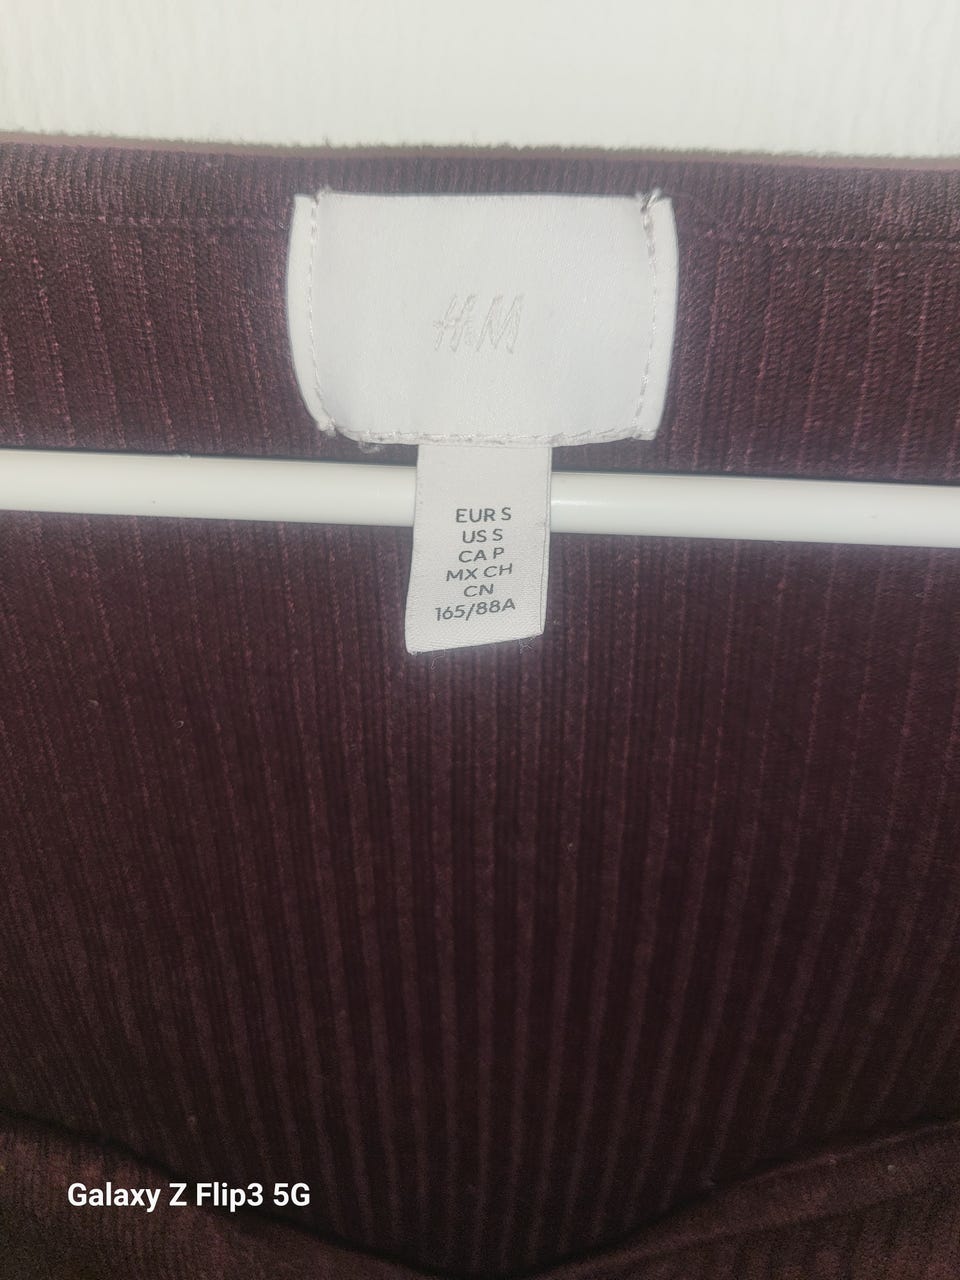 H&M
EUR S
US S
CA P
MX CH
CN
165/88A
Galaxy Z Flip3 5G